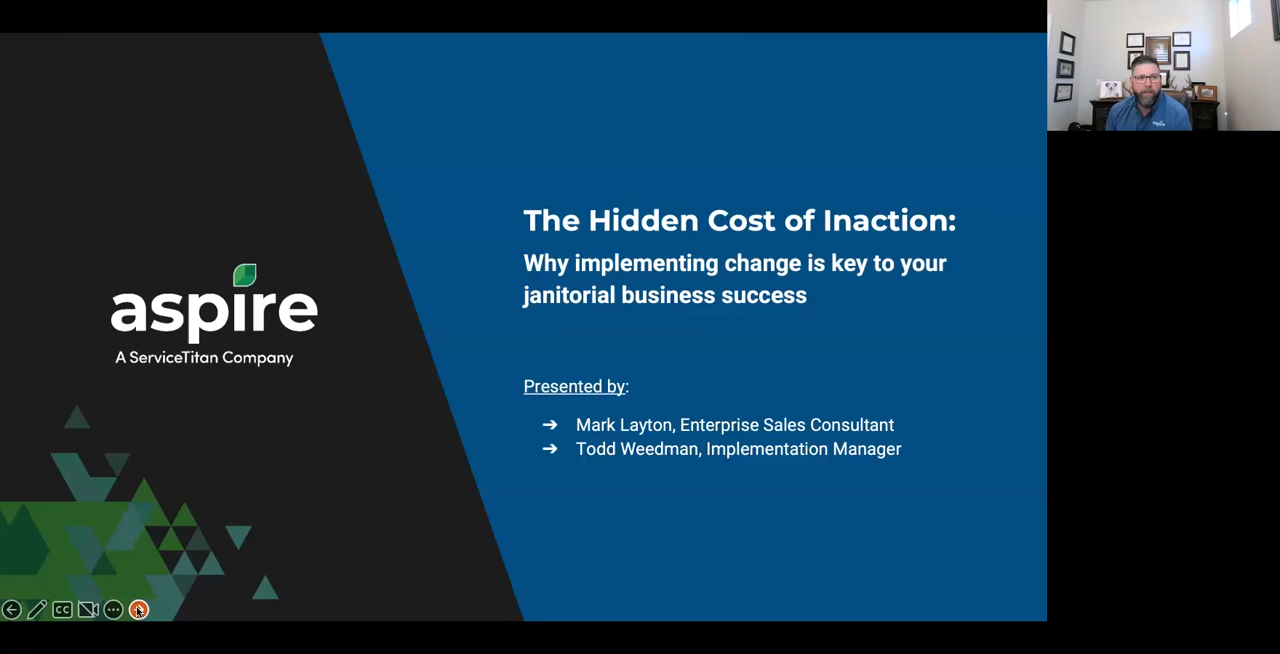 aspire
A ServiceTitan Company
The Hidden Cost of Inaction:
Why implementing change is key to your
janitorial business success
Presented by:
➔ Mark Layton, Enterprise Sales Consultant
➔ Todd Weedman, Implementation Manager
CC